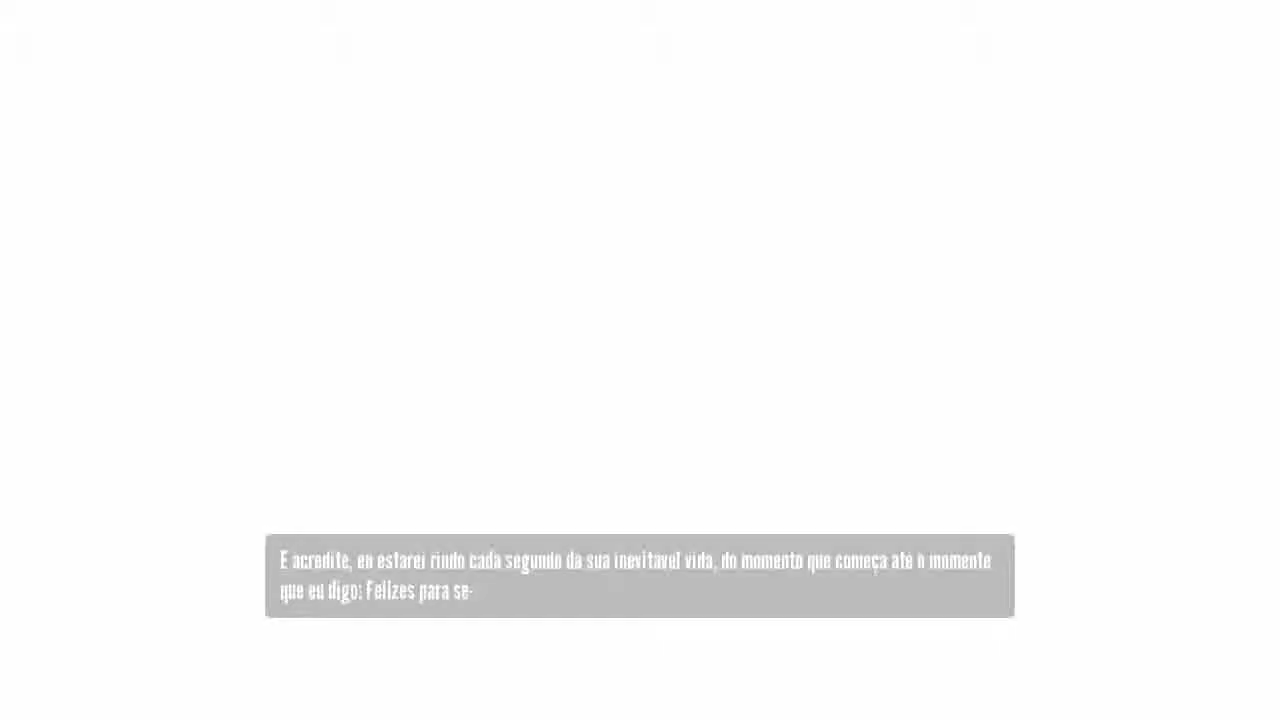 E acredite, eu estarei rindo cada segundo da sua inevitavel vida, do momento que começa até o momento
que eu digo: Felizes para se-